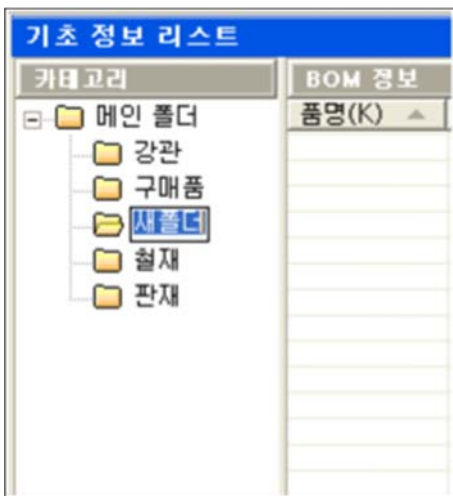 기초 정보 리스트
카테고리
BOM 정보
메인 폴더
품명(K)
강관
구매품
새폴더
철재
판재